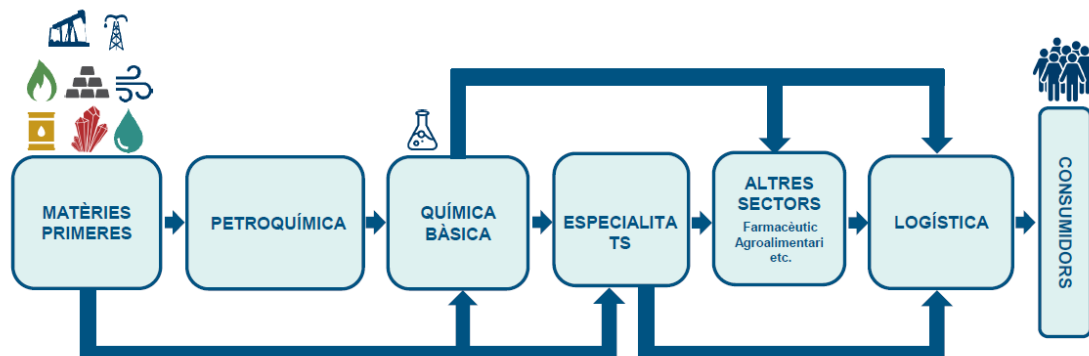 MATÈRIES
PRIMERES
PETROQUÍMICA
QUÍMICA
BÀSICA
ESPECIALITA
TS
ALTRES
SECTORS
Farmacèutic
Agroalimentari
etc.
LOGÍSTICA
CONSUMIDORS